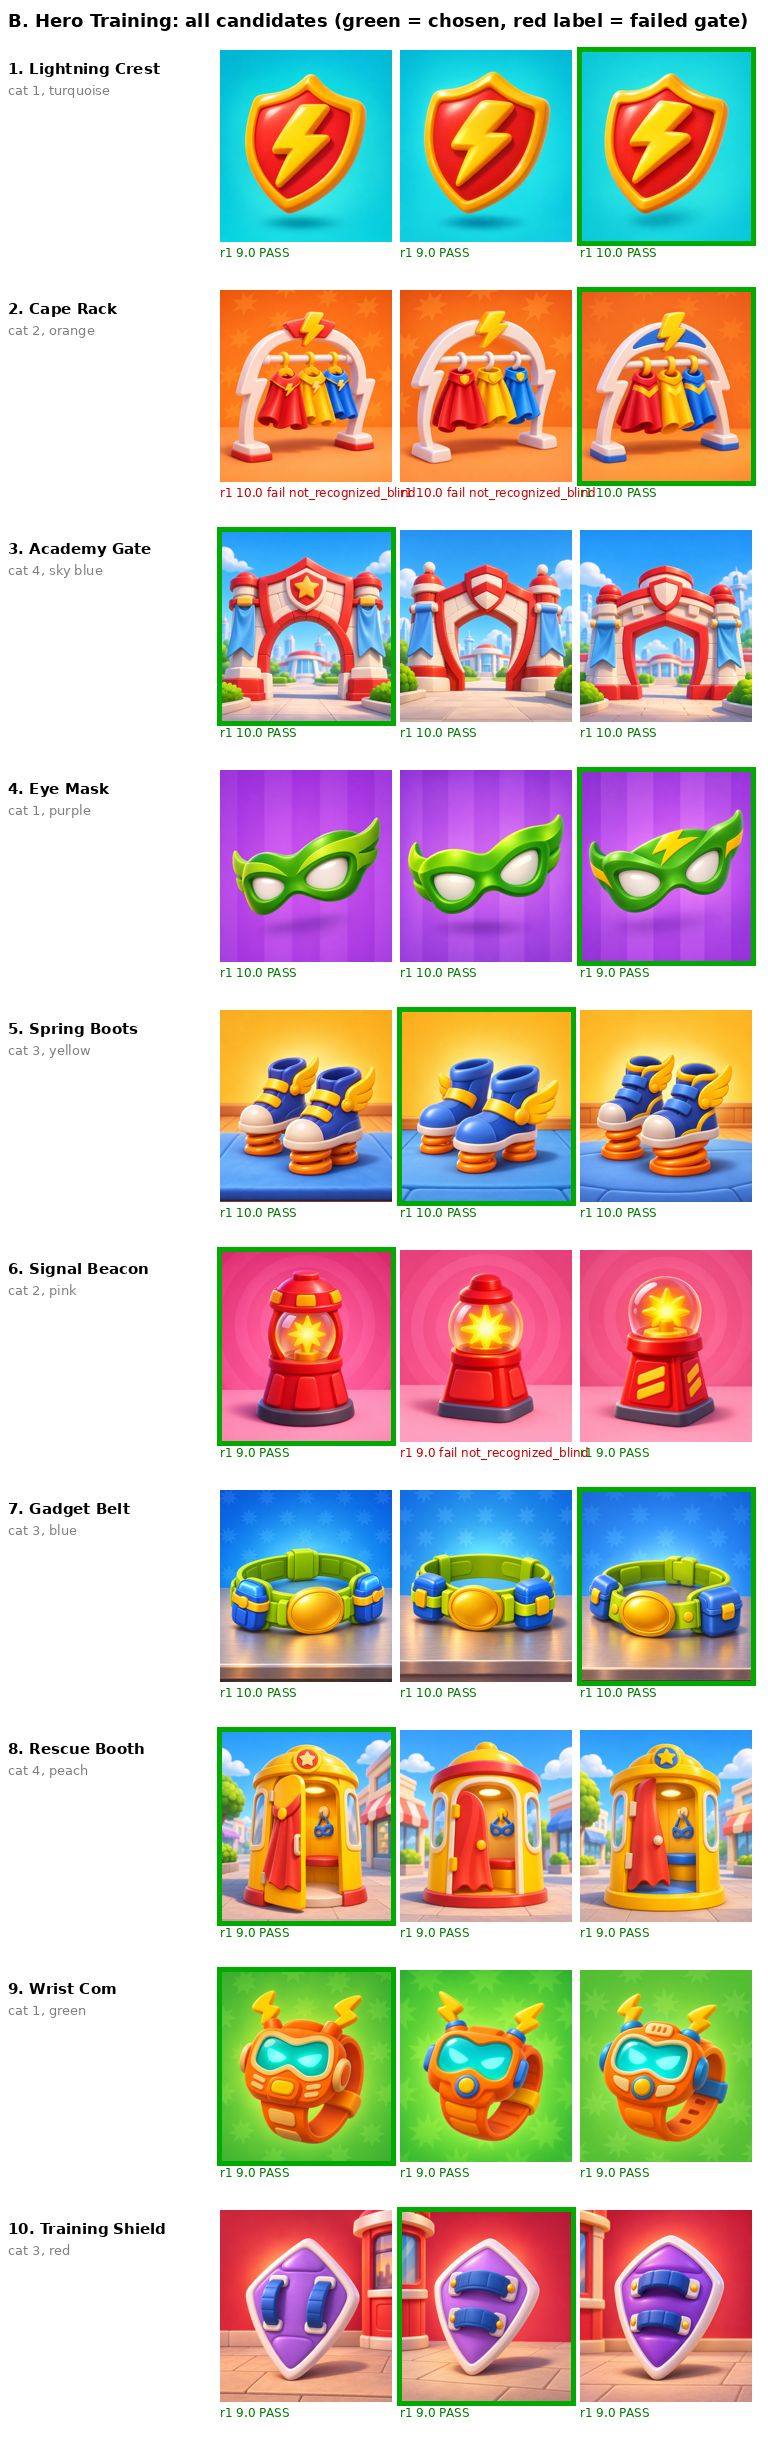 B. Hero Training: all candidates (green = chosen, red label = failed gate)
1. Lightning Crest
cat 1, turquoise
r1 9.0 PASS
r1 9.0 PASS
r1 10.0 PASS
2. Cape Rack
cat 2, orange
r1 10.0 fail not_recognized_blind
r1 10.0 fail not_recognized_blind
r1 10.0 PASS
3. Academy Gate
cat 4, sky blue
r1 10.0 PASS
r1 10.0 PASS
r1 10.0 PASS
4. Eye Mask
cat 1, purple
r1 10.0 PASS
r1 10.0 PASS
r1 9.0 PASS
5. Spring Boots
cat 3, yellow
r1 10.0 PASS
r1 10.0 PASS
r1 10.0 PASS
6. Signal Beacon
cat 2, pink
r1 9.0 PASS
r1 9.0 fail not_recognized_blind
r1 9.0 PASS
7. Gadget Belt
cat 3, blue
r1 10.0 PASS
r1 10.0 PASS
r1 10.0 PASS
8. Rescue Booth
cat 4, peach
r1 9.0 PASS
r1 9.0 PASS
r1 9.0 PASS
9. Wrist Com
cat 1, green
r1 9.0 PASS
r1 9.0 PASS
r1 9.0 PASS
10. Training Shield
cat 3, red
r1 9.0 PASS
r1 9.0 PASS
r1 9.0 PASS